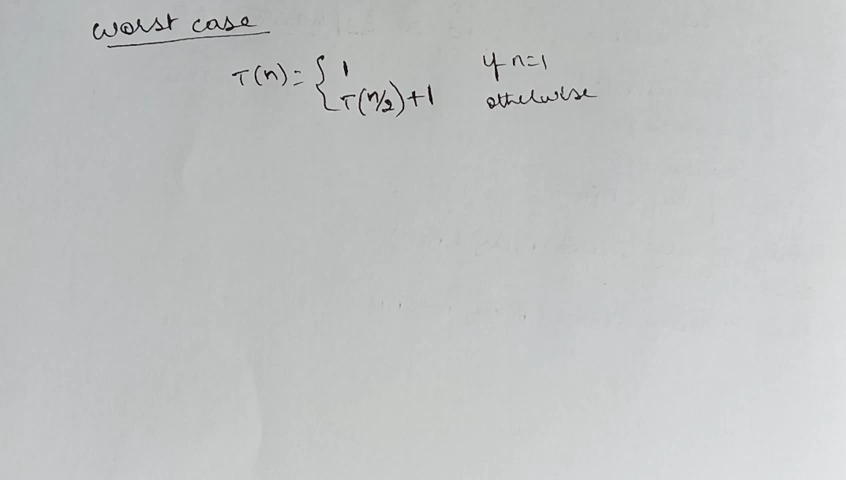 worst case
T(n) = { 1 if n=1
T(n/2)+1 otherwise